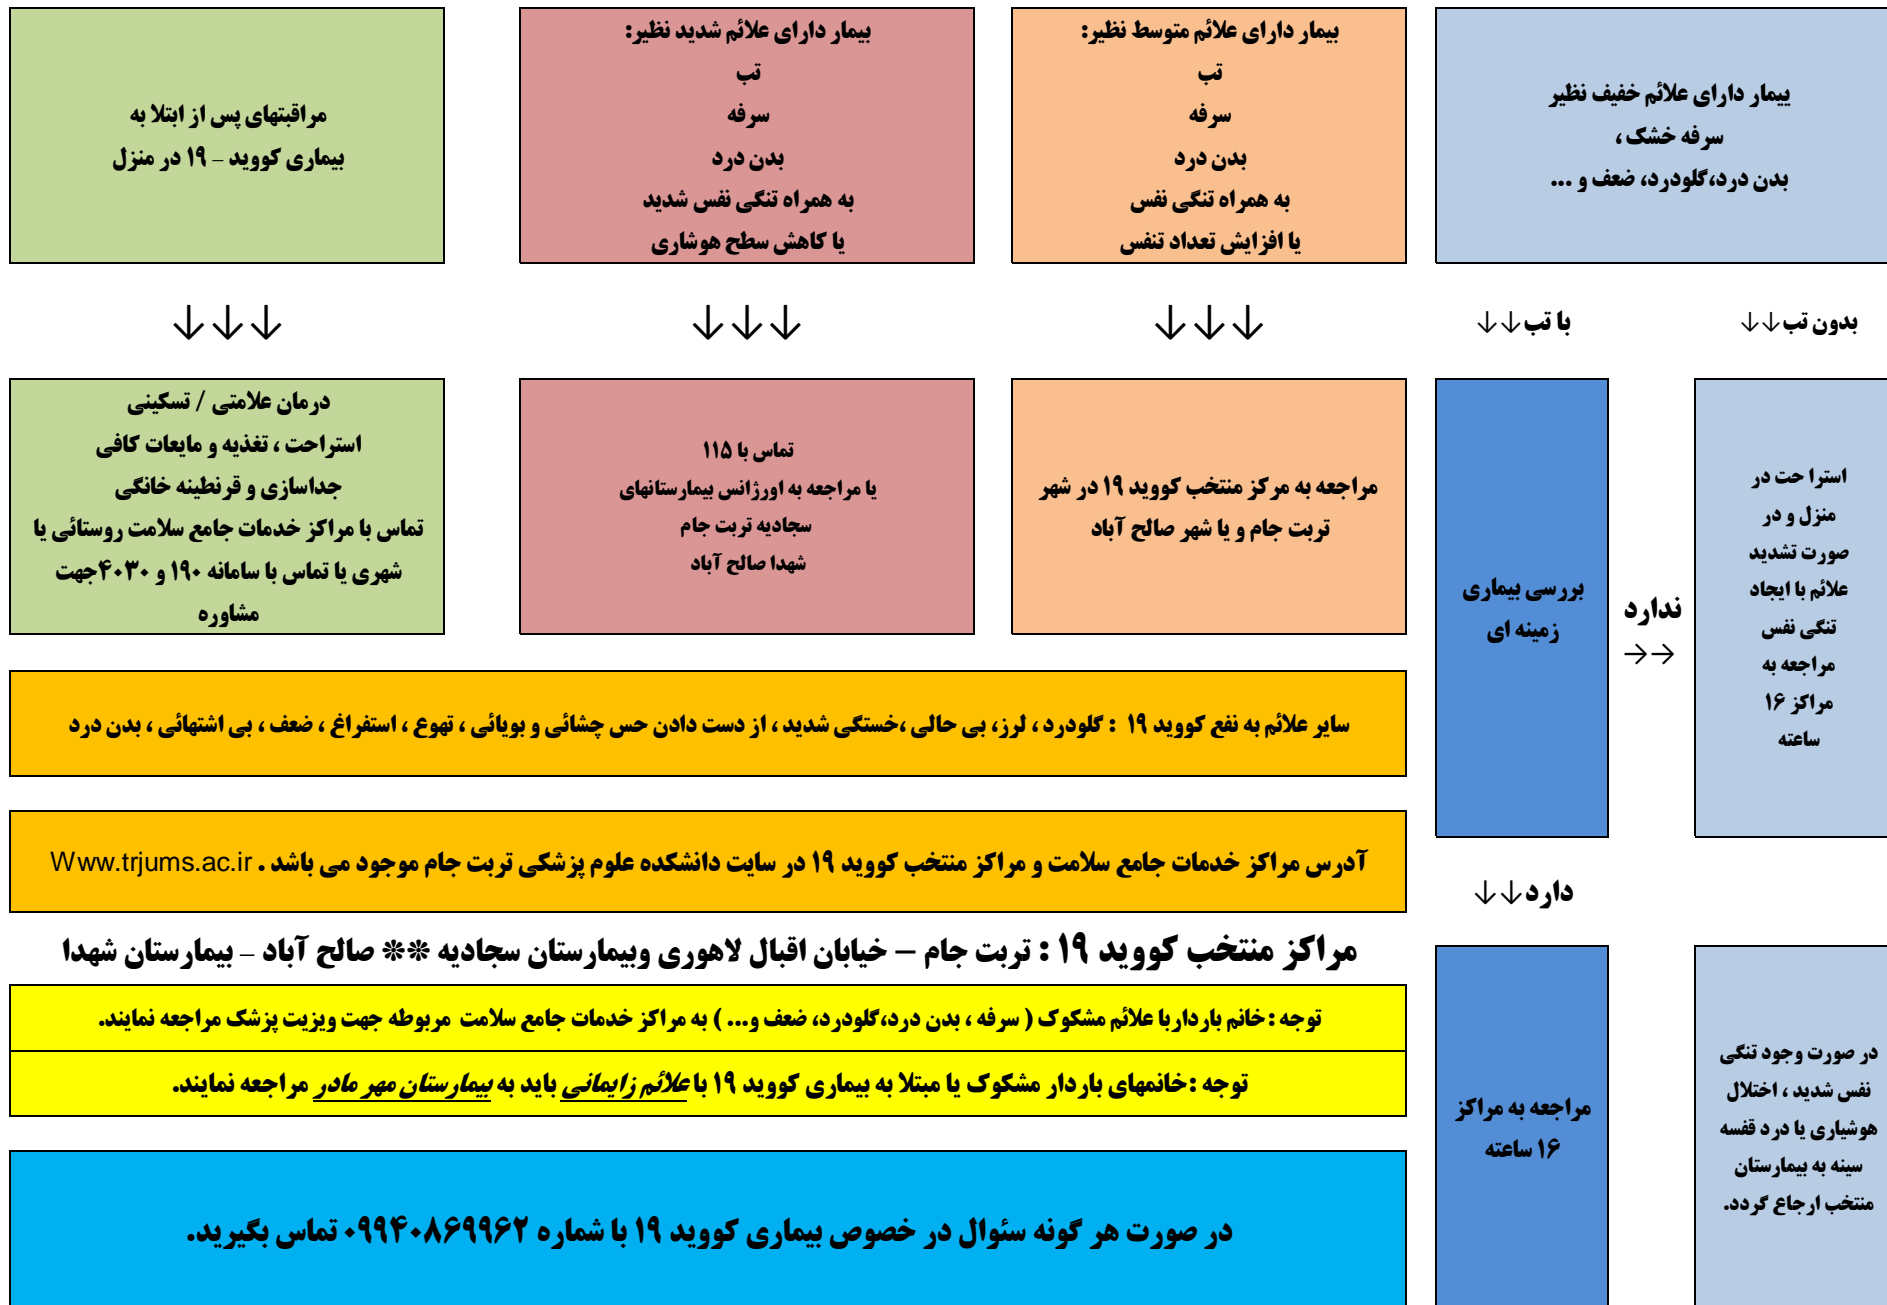 بیمار دارای علائم خفیف نظیر
سرفه خشک ،
بدن درد،گلودرد، ضعف و ...
بیمار دارای علائم متوسط نظیر:
تب
سرفه
بدن درد
به همراه تنگی نفس
یا افزایش تعداد تنفس
بیمار دارای علائم شدید نظیر:
تب
سرفه
بدن درد
به همراه تنگی نفس شدید
یا کاهش سطح هوشاری
مراقبتهای پس از ابتلا به
بیماری کووید – ۱۹ در منزل
بدون تب↓↓
با تب↓↓
↓↓↓
↓↓↓
↓↓↓
استرا حت در
منزل و در
صورت تشدید
علائم با ایجاد
تنگی نفس
مراجعه به
مراکز ۱۶
ساعته
ندارد
→→
بررسی بیماری
زمینه ای
مراجعه به مرکز منتخب کووید ۱۹ در شهر
تربت جام و یا شهر صالح آباد
تماس با ۱۱۵
یا مراجعه به اورژانس بیمارستانهای
سجادیه تربت جام
شهدا صالح آباد
درمان علامتی / تسکینی
استراحت ، تغذیه و مایعات کافی
جداسازی و قرنطینه خانگی
تماس با مراکز خدمات جامع سلامت روستائی یا
شهری یا تماس با سامانه ۱۹۰ و ۴۰۳۰جهت
مشاوره
سایر علائم به نفع کووید ۱۹ : گلودرد ، لرز، بی حالی ،خستگی شدید ، از دست دادن حس چشائی و بویائی ، تهوع ، استفراغ ، ضعف ، بی اشتهائی ، بدن درد
آدرس مراکز خدمات جامع سلامت و مراکز منتخب کووید ۱۹ در سایت دانشکده علوم پزشکی تربت جام موجود می باشد . Www.trjums.ac.ir
دارد↓↓
مراکز منتخب کووید ۱۹ : تربت جام – خیابان اقبال لاهوری وبیمارستان سجادیه ** صالح آباد – بیمارستان شهدا
توجه :خانم بارداربا علائم مشکوک ( سرفه ، بدن درد،گلودرد، ضعف و... ) به مراکز خدمات جامع سلامت مربوطه جهت ویزیت پزشک مراجعه نمایند.
توجه :خانمهای باردار مشکوک یا مبتلا به بیماری کووید ۱۹ با علائم زایمانی باید به بیمارستان مهر مادر مراجعه نمایند.
در صورت وجود تنگی
نفس شدید ، اختلال
هوشیاری یا درد قفسه
سینه به بیمارستان
منتخب ارجاع گردد.
مراجعه به مراکز
۱۶ ساعته
در صورت هر گونه سئوال در خصوص بیماری کووید ۱۹ با شماره ۰۹۹۴۰۸۶۹۹۶۲ تماس بگیرید.